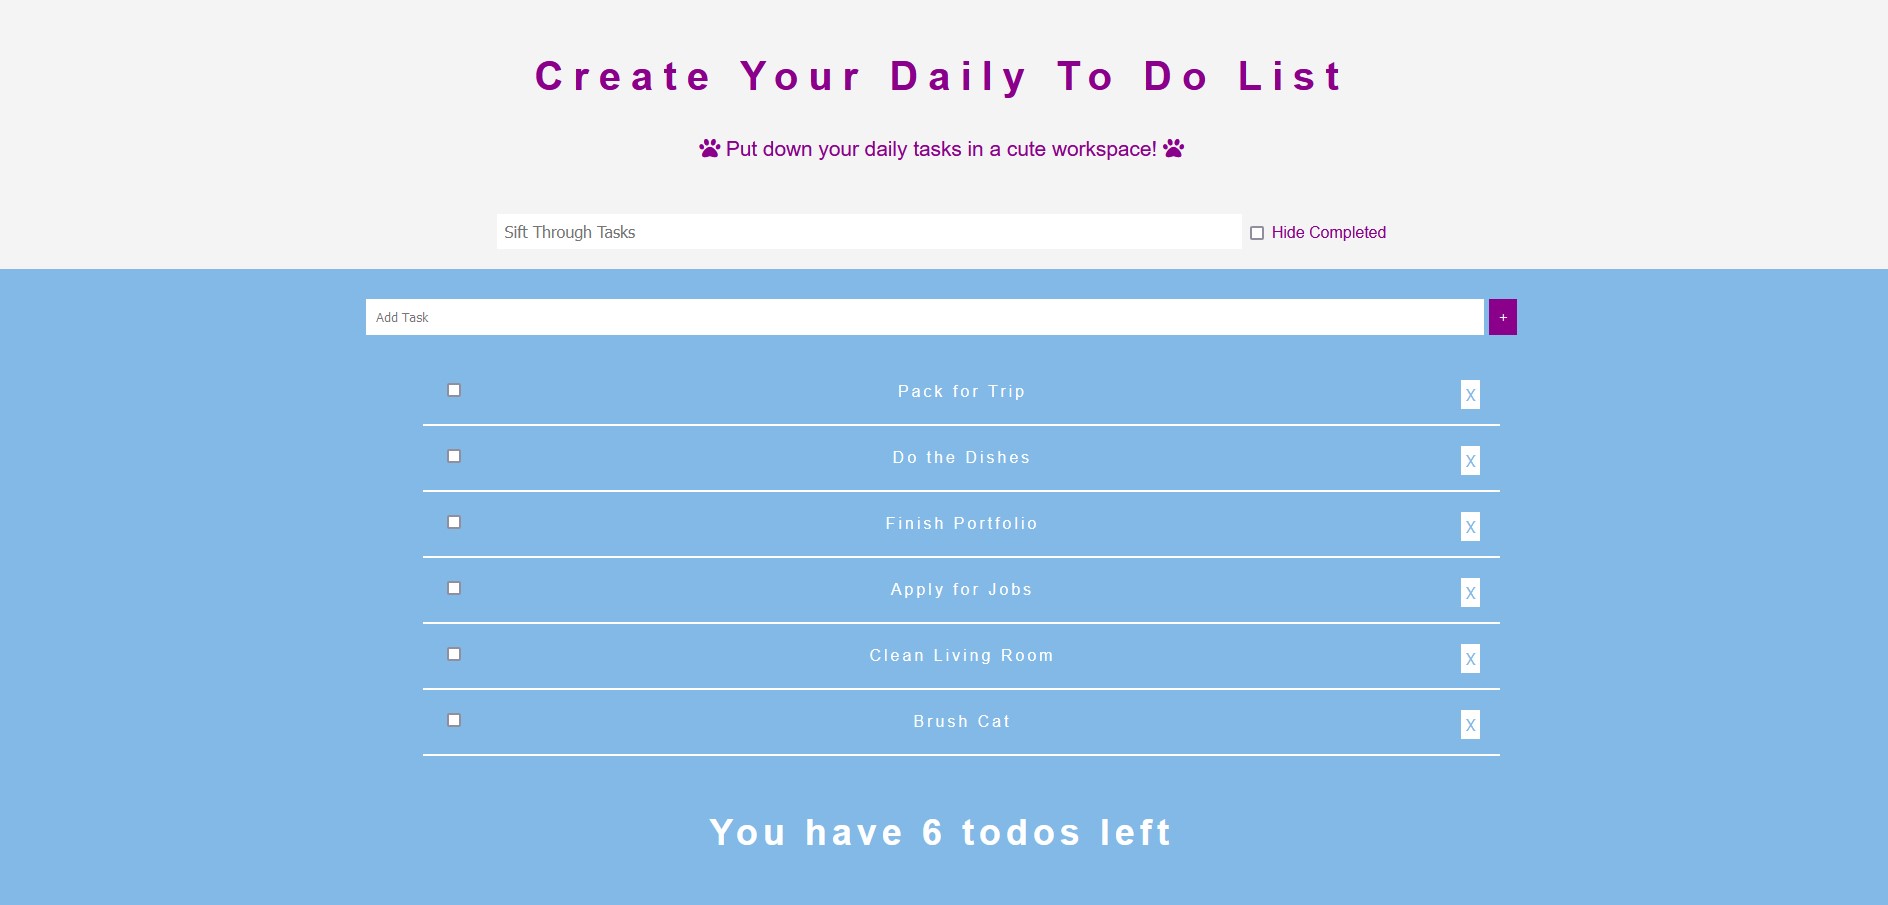 Create Your Daily To Do List
Put down your daily tasks in a cute workspace!
Sift Through Tasks
Hide Completed
Add Task
+
Pack for Trip
X
Do the Dishes
X
Finish Portfolio
X
Apply for Jobs
X
Clean Living Room
X
Brush Cat
X
You have 6 todos left